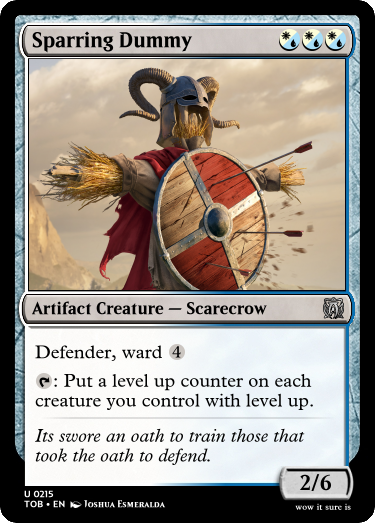 Sparring Dummy
Artifact Creature — Scarecrow
Defender, ward 4
: Put a level up counter on each
creature you control with level up.
Its swore an oath to train those that
took the oath to defend.
2/6
U 0215
TOB • EN JOSHUA ESMERALDA
wow it sure is